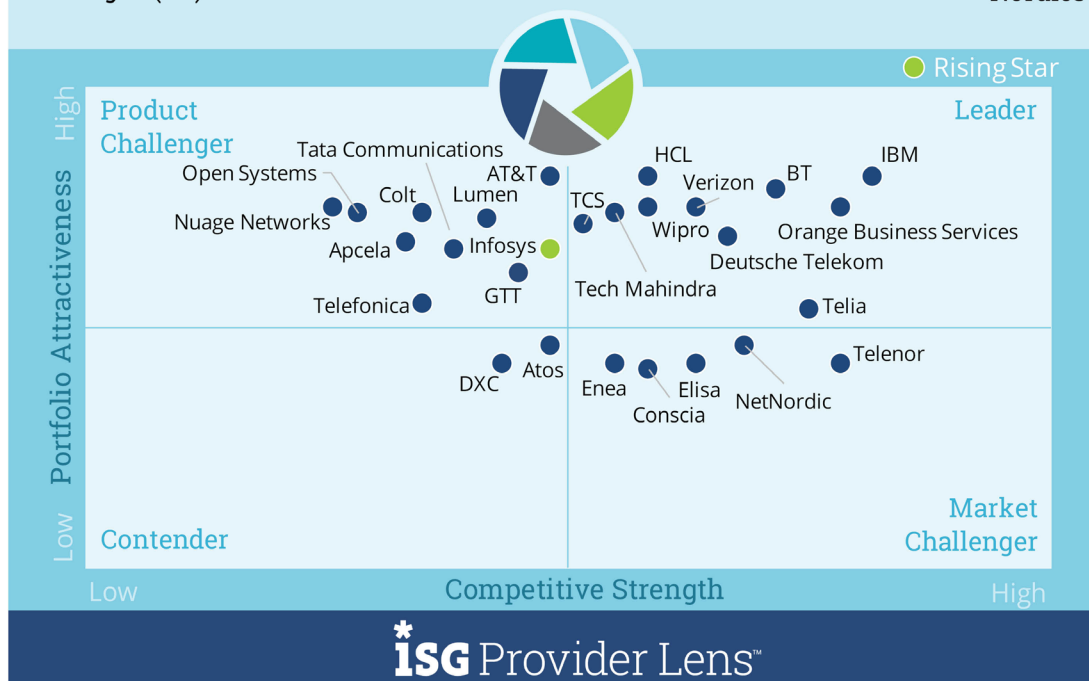 Rising Star
High
Product
Challenger
Leader
Tata Communications
HCL
IBM
Open Systems
AT&T
Verizon
BT
Colt
Lumen
TCS
Nuage Networks
Wipro
Orange Business Services
Apcela
Infosys
Deutsche Telekom
GTT
Tech Mahindra
Telefonica
Telia
Portfolio Attractiveness
Atos
Telenor
DXC
Enea
Elisa
NetNordic
Conscia
Low
Contender
Market
Challenger
Low
Competitive Strength
High
*iSG Provider Lens™